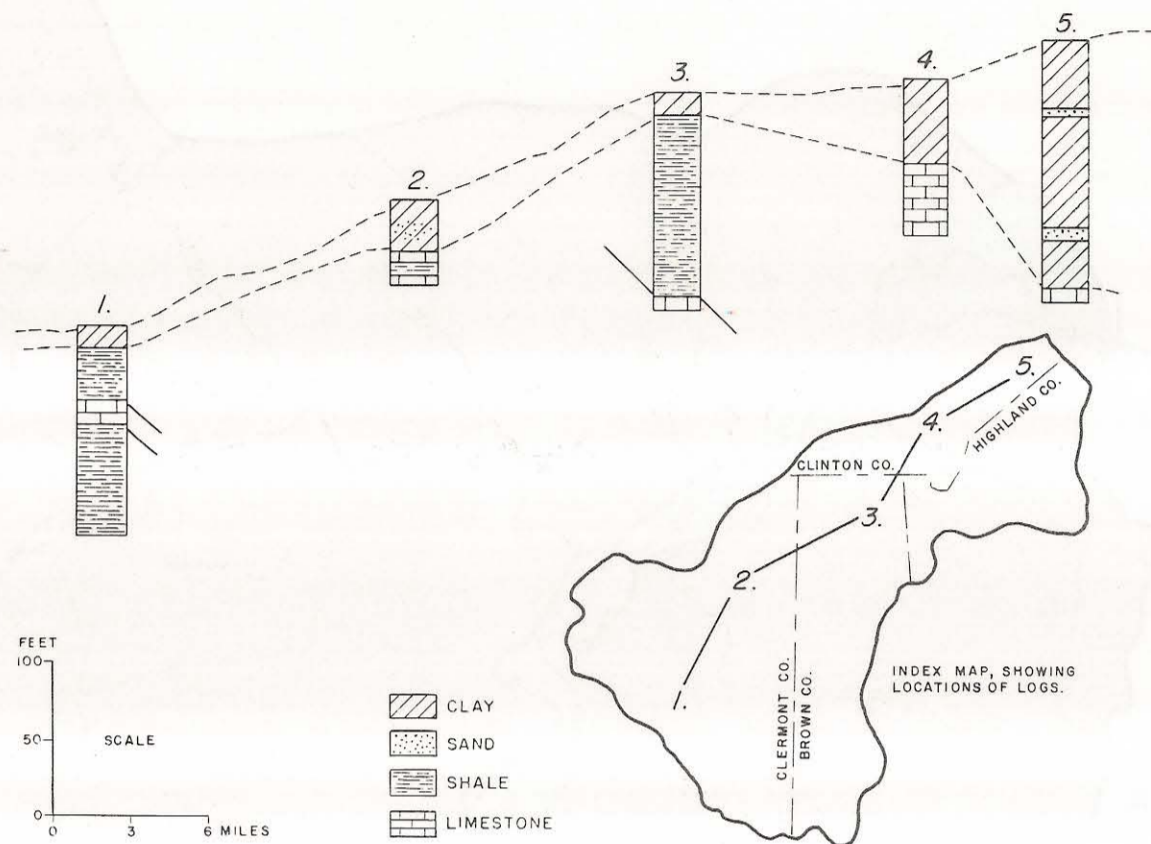 5.
4.
3.
2.
1.
5.
4.
HIGHLAND CO.
CLINTON CO.
3.
2.
1.
CLERMONT CO.
BROWN CO.
INDEX MAP, SHOWING
LOCATIONS OF LOGS.
FEET
100
50
0
SCALE
0 3 6 MILES
CLAY
SAND
SHALE
LIMESTONE